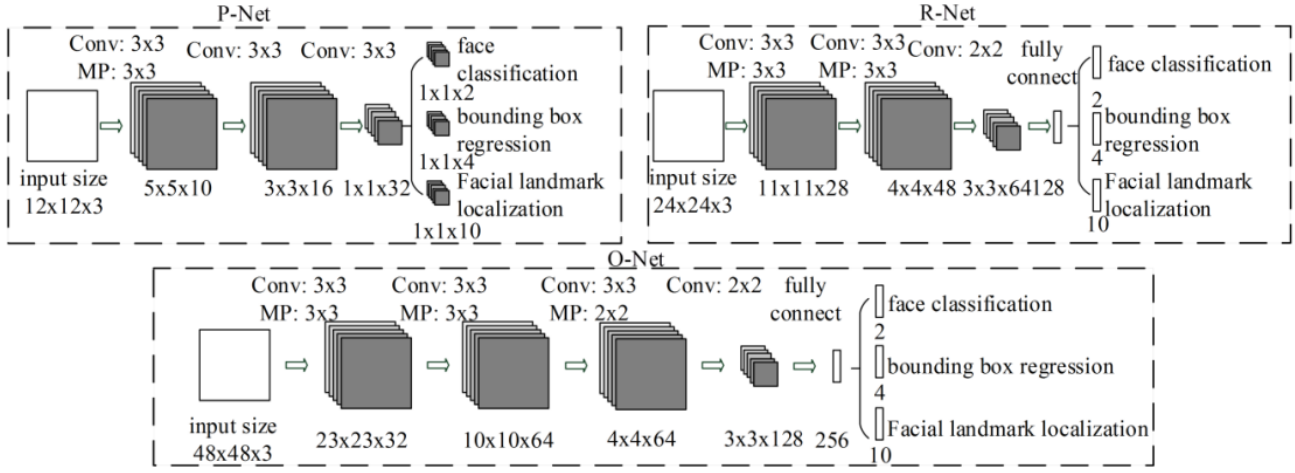 P-Net
Conv: 3x3
MP: 3x3
Conv: 3x3
Conv: 3x3
input size
12x12x3
5x5x10
3x3x16
1x1x32
face
classification
1x1x2
bounding box
regression
1x1x4
Facial landmark
localization
1x1x10
R-Net
Conv: 3x3
MP: 3x3
Conv: 3x3
MP: 3x3
Conv: 2x2
fully
connect
input size
24x24x3
11x11x28
4x4x48
3x3x64
128
face classification
2
bounding box
regression
4
Facial landmark
localization
10
O-Net
Conv: 3x3
MP: 3x3
Conv: 3x3
MP: 3x3
Conv: 3x3
MP: 2x2
Conv: 2x2
fully
connect
input size
48x48x3
23x23x32
10x10x64
4x4x64
3x3x128
256
face classification
2
bounding box regression
4
Facial landmark localization
10